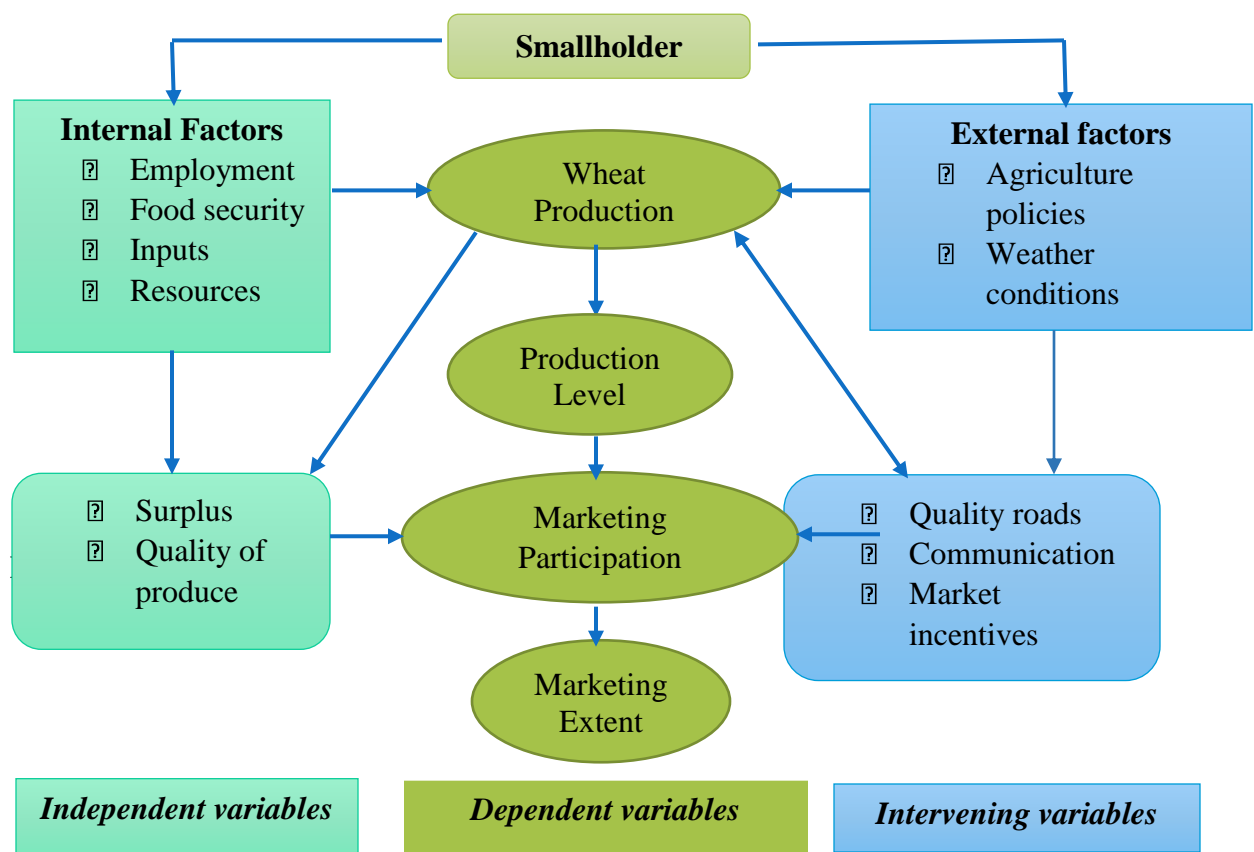 Smallholder
Internal Factors
Employment
Food security
Inputs
Resources
Wheat
Production
External factors
Agriculture
policies
Weather
conditions
Production
Level
Surplus
Quality of
produce
Marketing
Participation
Quality roads
Communication
Market
incentives
Marketing
Extent
Independent variables
Dependent variables
Intervening variables